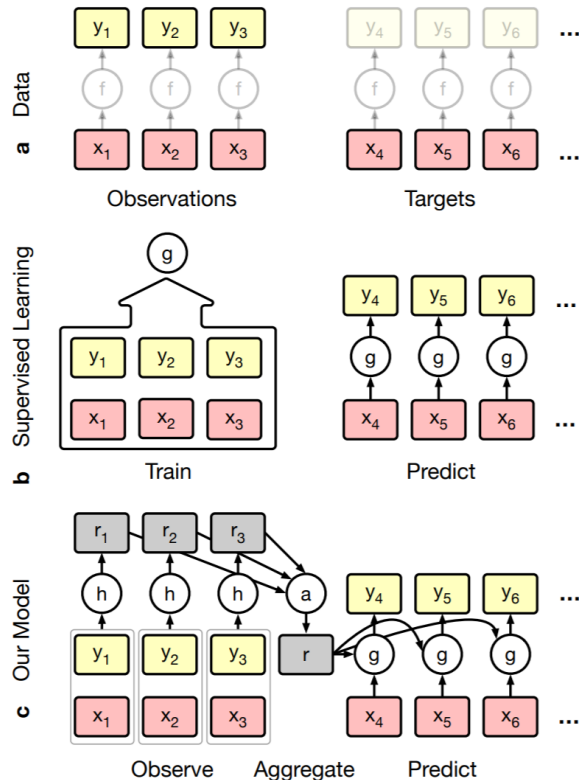 y1 y2 y3 y4 y5 y6 ...
f f f f f f
x1 x2 x3 x4 x5 x6 ...
Observations Targets
a Data
g
y1 y2 y3
x1 x2 x3
Train
y4 y5 y6 ...
g g g
x4 x5 x6 ...
Predict
b Supervised Learning
r1 r2 r3
h h h a
y1 y2 y3
x1 x2 x3
r
y4 y5 y6 ...
g g g
x4 x5 x6 ...
Observe Aggregate Predict
c Our Model